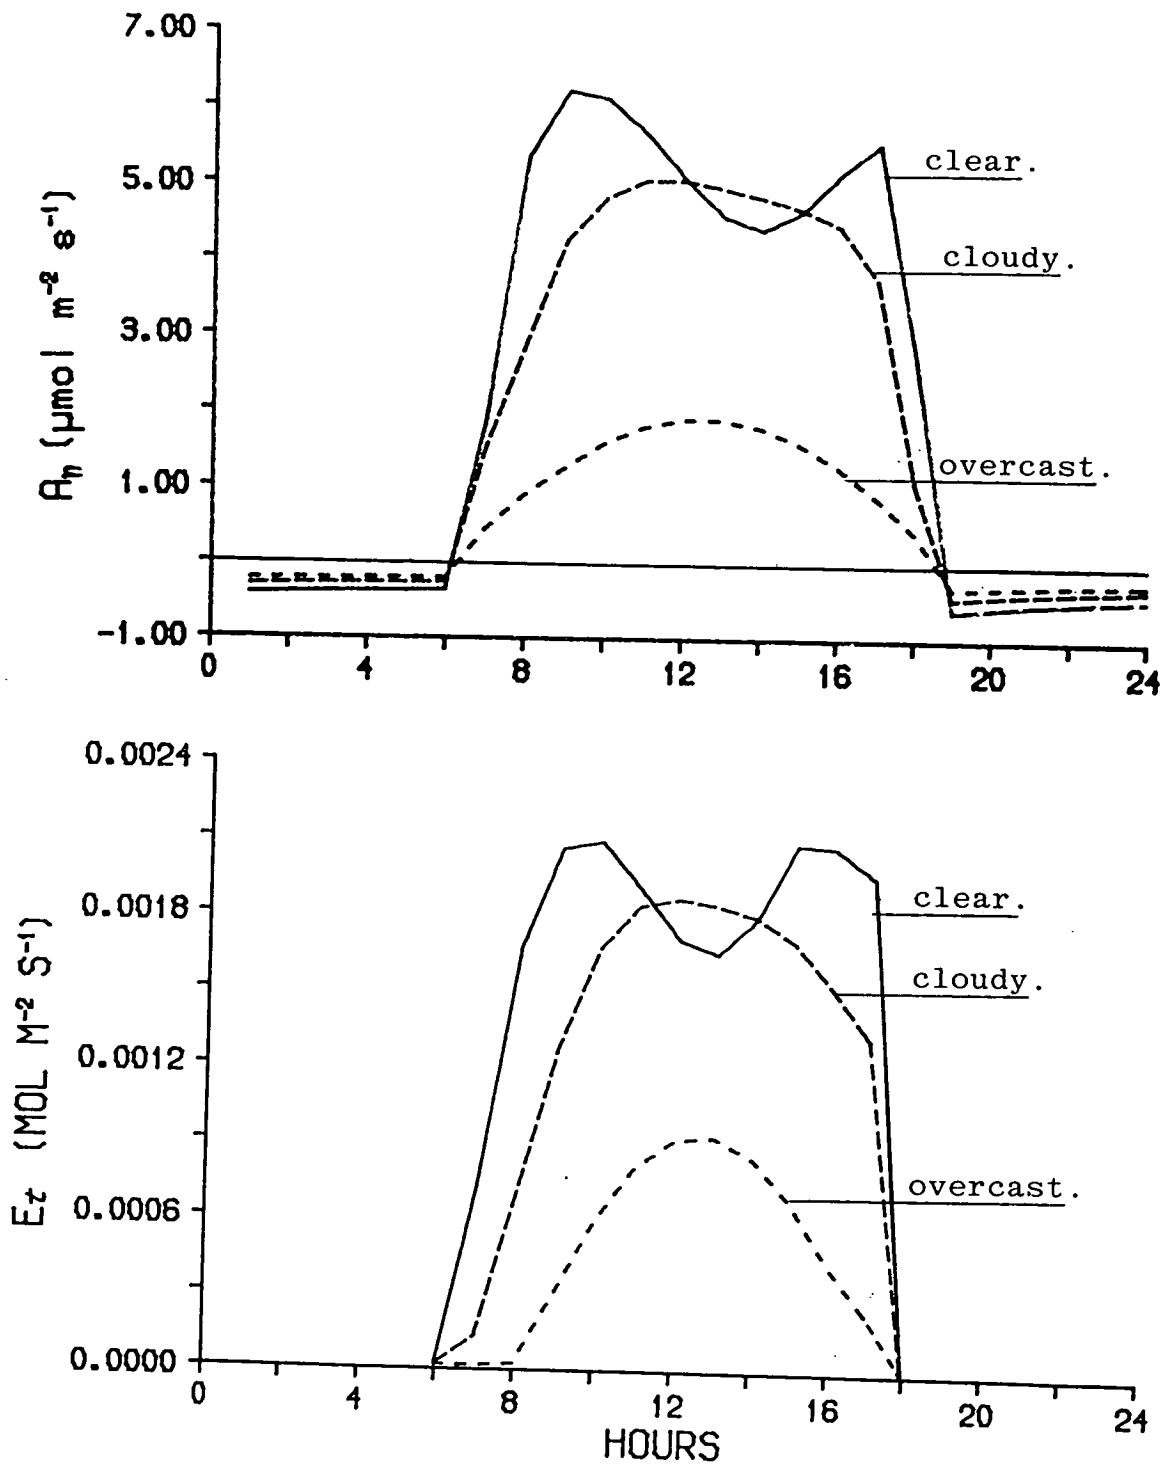 7.00
5.00
3.00
1.00
-1.00
Aₙ (µmol m⁻² s⁻¹)
clear.
cloudy.
overcast.
0 4 8 12 16 20 24
0.0024
0.0018
0.0012
0.0006
0.0000
Eₜ (MOL M⁻² S⁻¹)
clear.
cloudy.
overcast.
0 4 8 12 16 20 24
HOURS